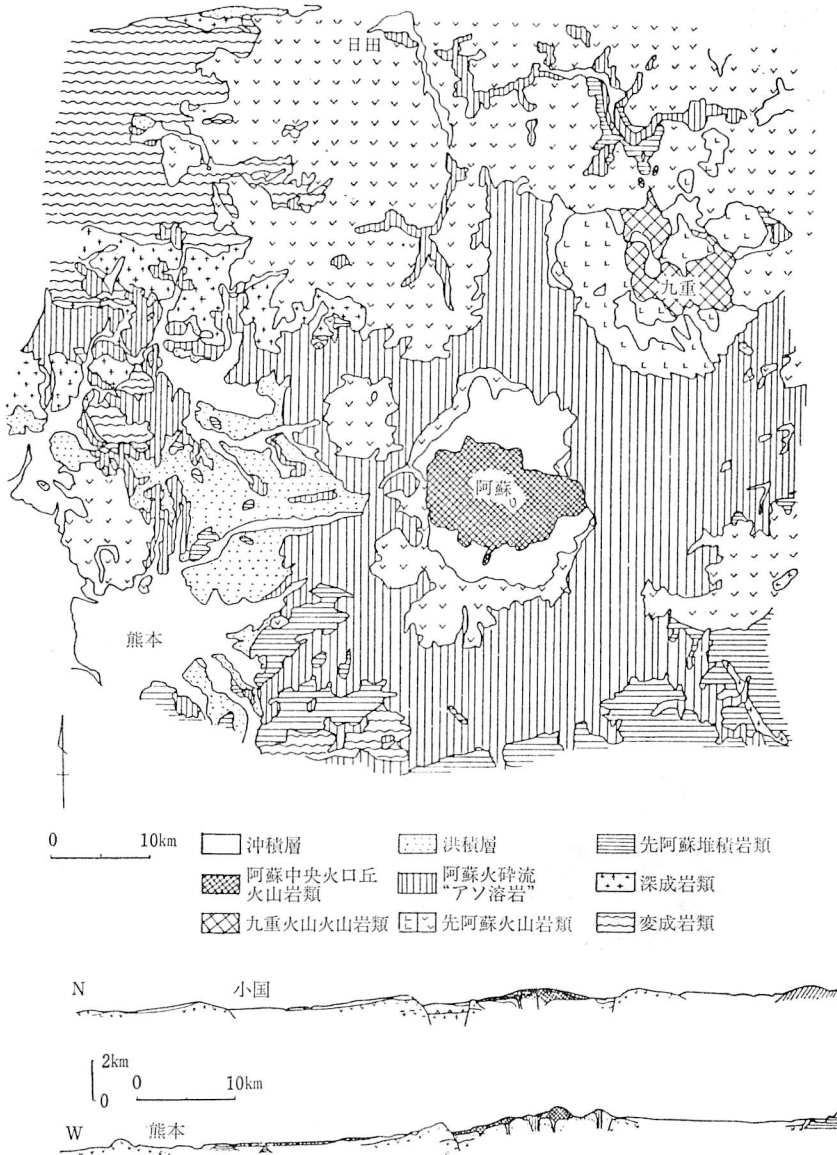 日田
九重
阿蘇
熊本
0 10km
沖積層
洪積層
先阿蘇堆積岩類
阿蘇中央火口丘
火山岩類
阿蘇火砕流
“アソ溶岩”
深成岩類
九重火山火山岩類
先阿蘇火山岩類
変成岩類
N 小国
2km
0
0 10km
W 熊本